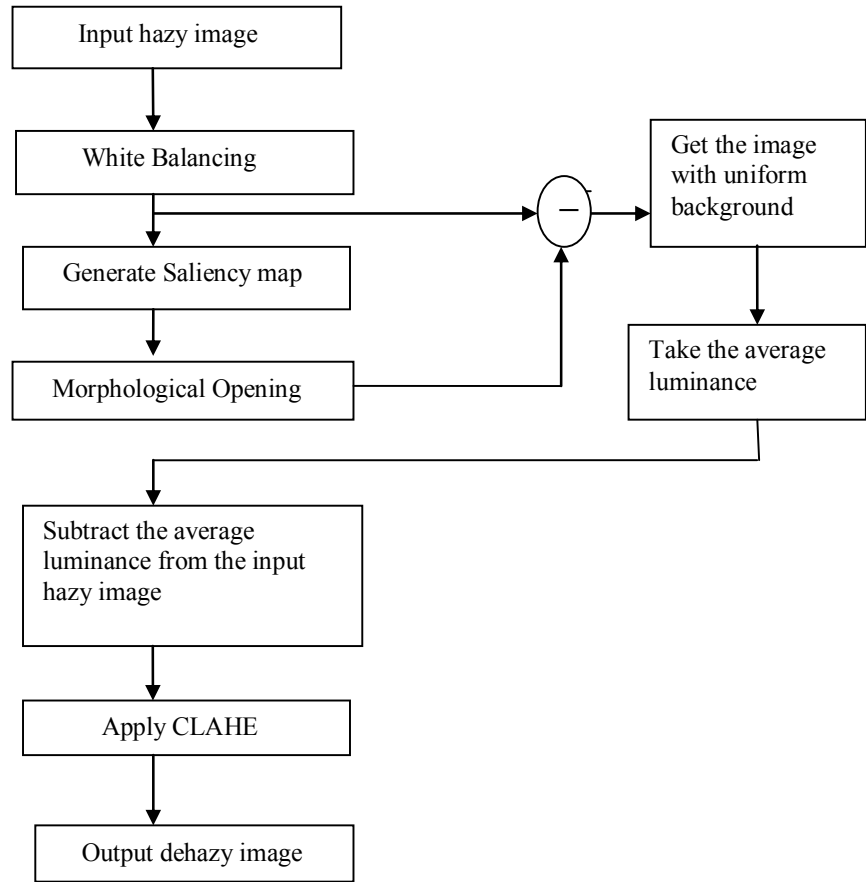 Input hazy image
White Balancing
Generate Saliency map
Morphological Opening
−
Get the image
with uniform
background
Take the average
luminance
Subtract the average
luminance from the input
hazy image
Apply CLAHE
Output dehazy image